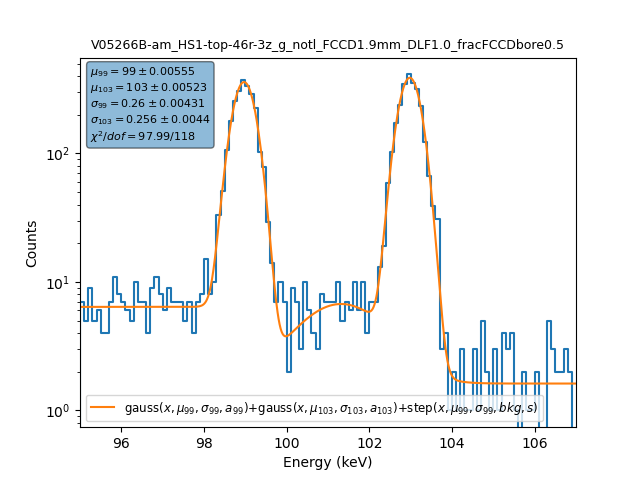 V05266B-am_HS1-top-46r-3z_g_notl_FCCD1.9mm_DLF1.0_fracFCCDbore0.5
μ₉₉ = 99 ± 0.00555
μ₁₀₃ = 103 ± 0.00523
σ₉₉ = 0.26 ± 0.00431
σ₁₀₃ = 0.256 ± 0.0044
χ²/dof = 97.99/118
Counts
10²
10¹
10⁰
gauss(x, μ₉₉, σ₉₉, a₉₉)+gauss(x, μ₁₀₃, σ₁₀₃, a₁₀₃)+step(x, μ₉₉, σ₉₉, bkg, s)
96 98 100 102 104 106
Energy (keV)